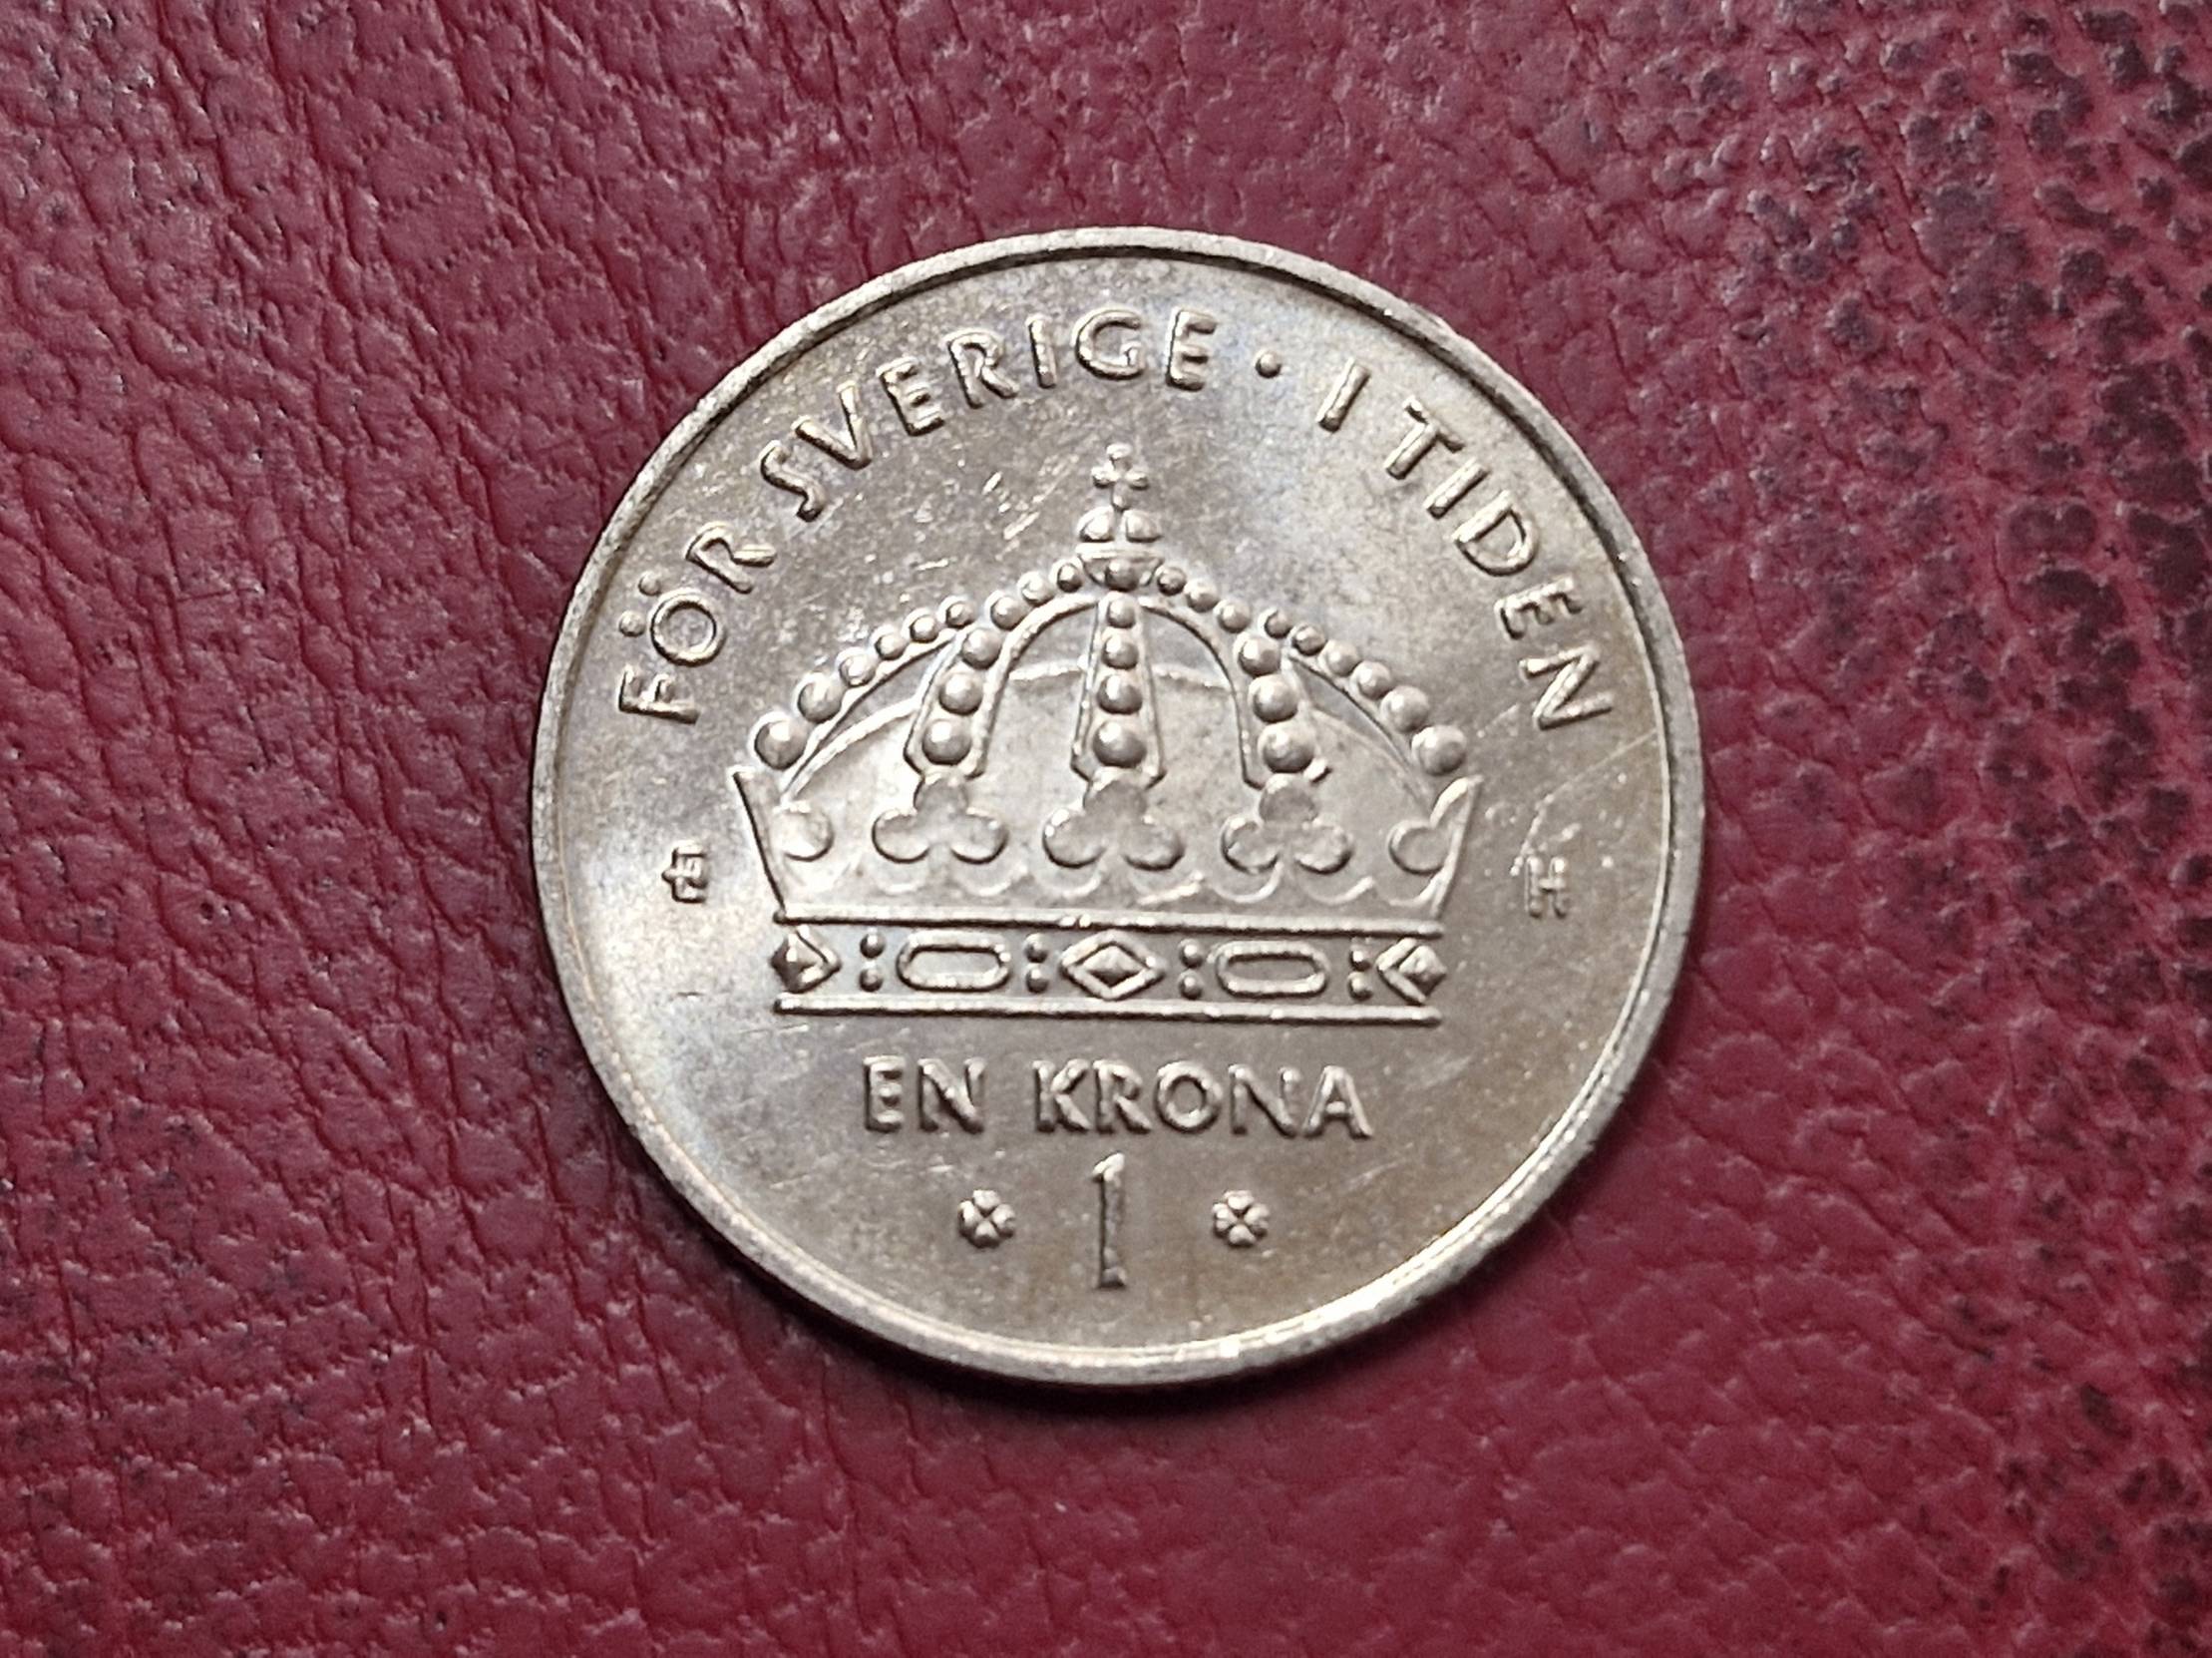 FÖR SVERIGE · I TIDEN
H
EN KRONA
1